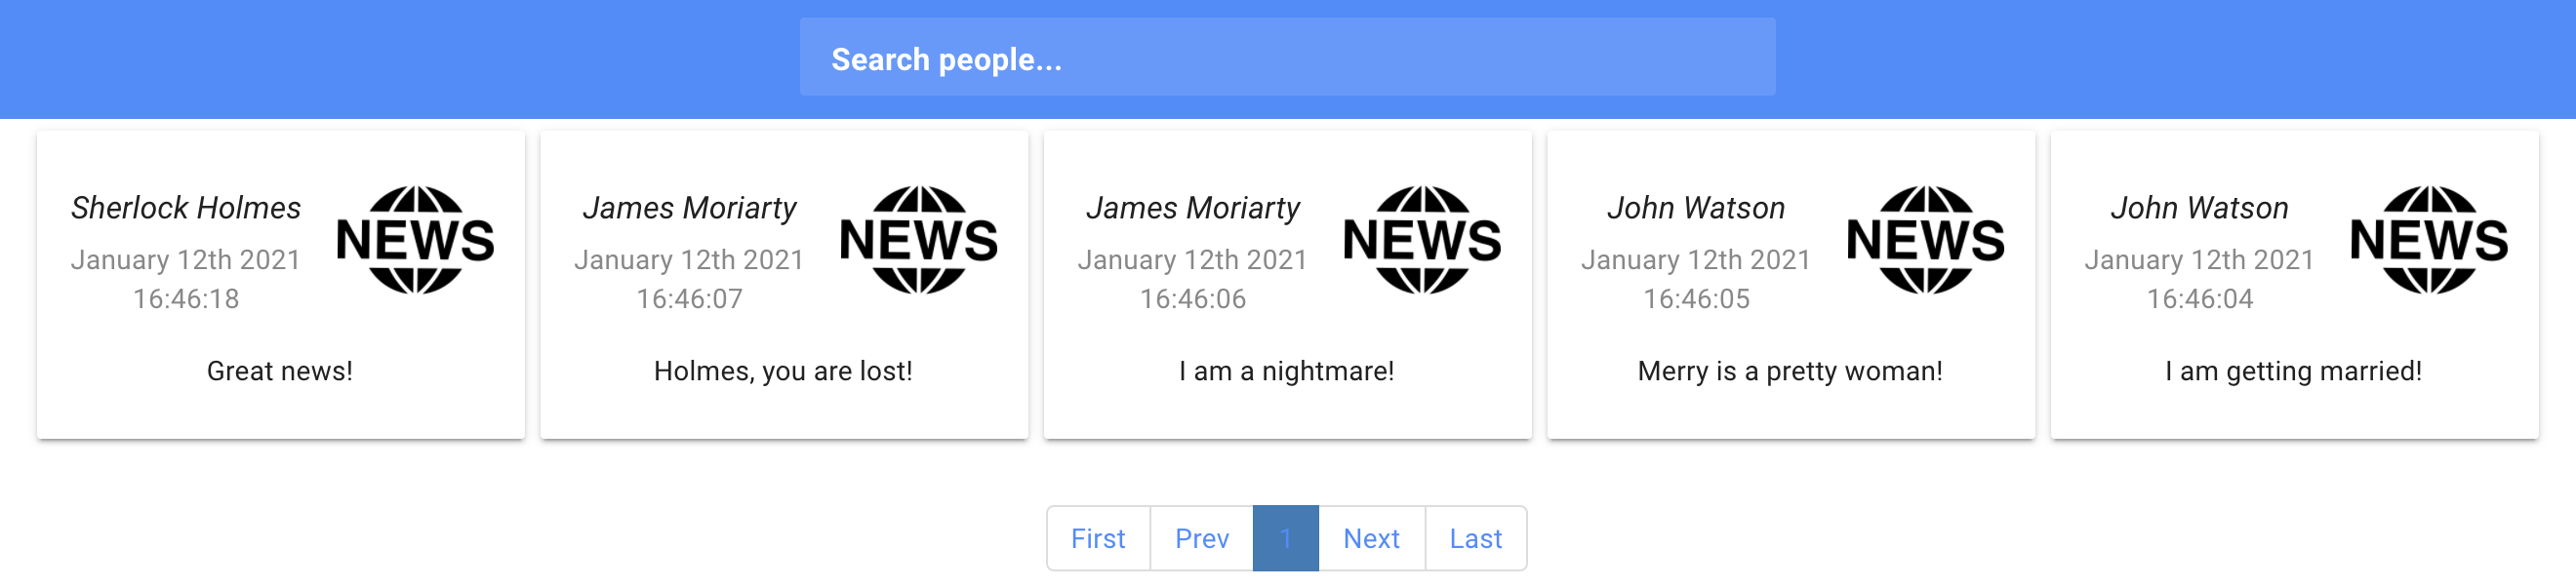 Search people...
Sherlock Holmes
January 12th 2021
16:46:18
NEWS
Great news!
James Moriarty
January 12th 2021
16:46:07
NEWS
Holmes, you are lost!
James Moriarty
January 12th 2021
16:46:06
NEWS
I am a nightmare!
John Watson
January 12th 2021
16:46:05
NEWS
Merry is a pretty woman!
John Watson
January 12th 2021
16:46:04
NEWS
I am getting married!
First Prev 1 Next Last